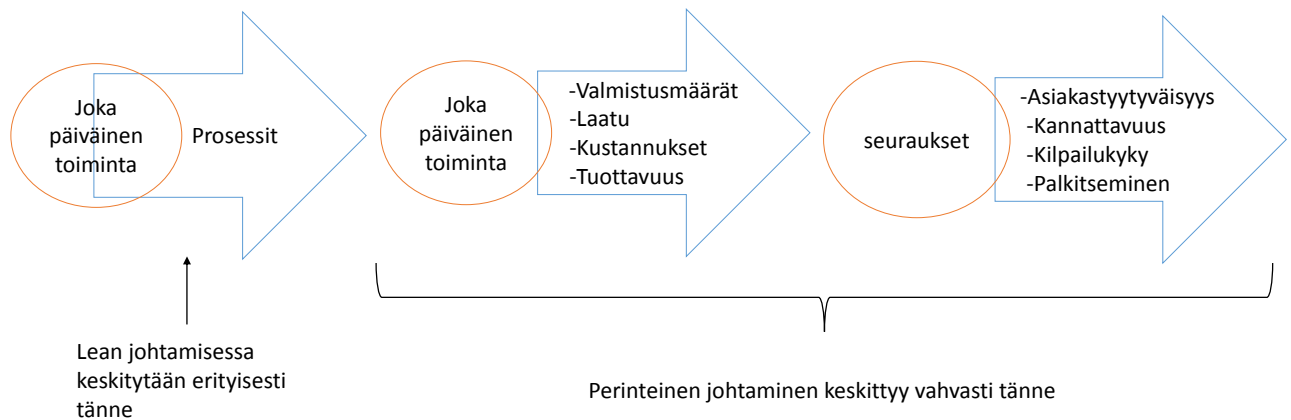 Joka
päiväinen
toiminta
Prosessit
Joka
päiväinen
toiminta
-Valmistusmäärät
-Laatu
-Kustannukset
-Tuottavuus
seuraukset
-Asiakastyytyväisyys
-Kannattavuus
-Kilpailukyky
-Palkitseminen
Lean johtamisessa
keskitytään erityisesti
tänne
Perinteinen johtaminen keskittyy vahvasti tänne